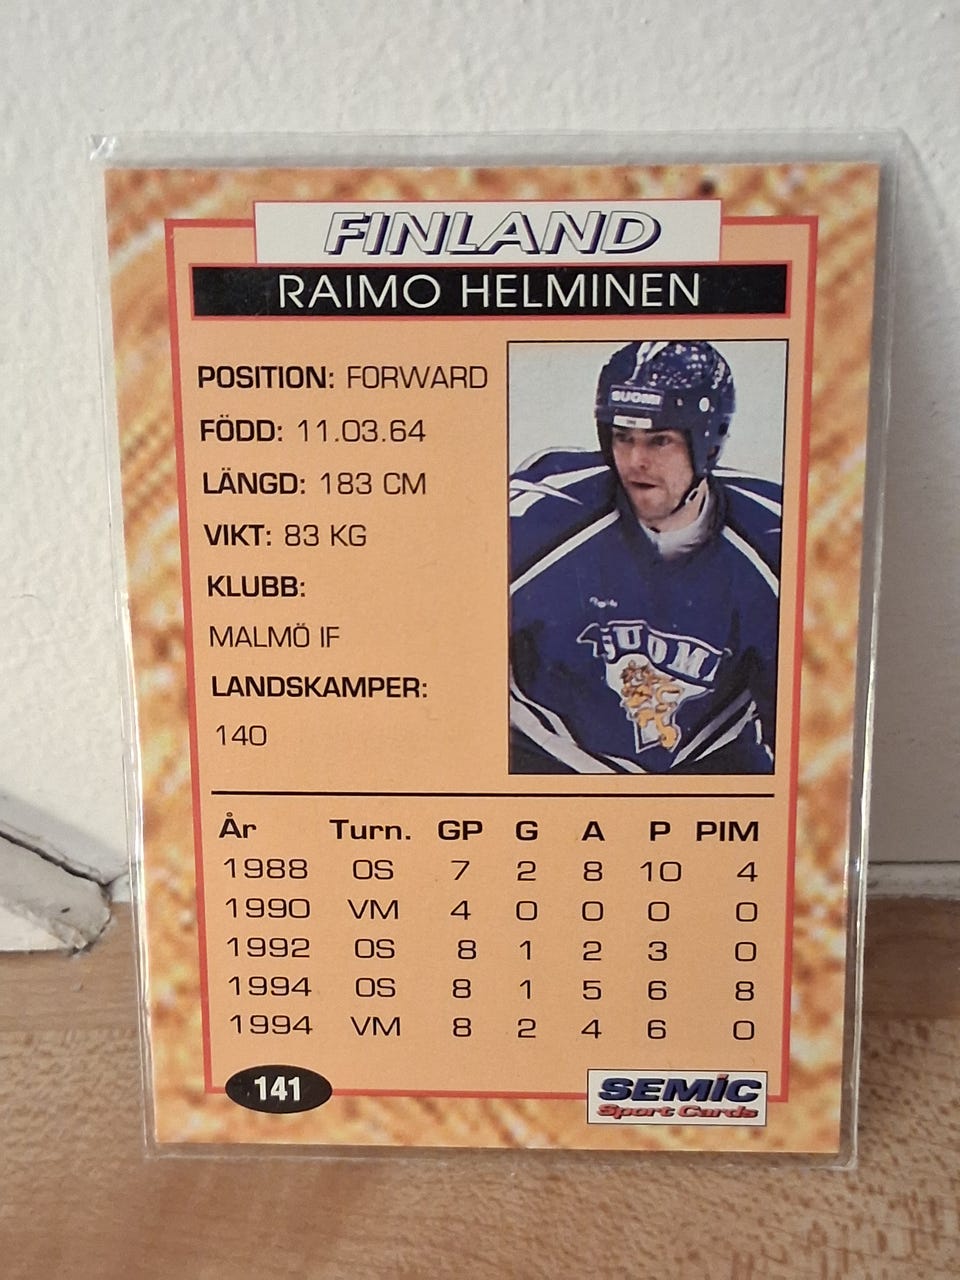 FINLAND
RAIMO HELMINEN
POSITION: FORWARD
FÖDD: 11.03.64
LÄNGD: 183 CM
VIKT: 83 KG
KLUBB:
MALMÖ IF
LANDSKAMPER:
140
SUOMI
SUOMI
År Turn. GP G A P PIM
1988 OS 7 2 8 10 4
1990 VM 4 0 0 0 0
1992 OS 8 1 2 3 0
1994 OS 8 1 5 6 8
1994 VM 8 2 4 6 0
141
SEMIC
Sport Cards